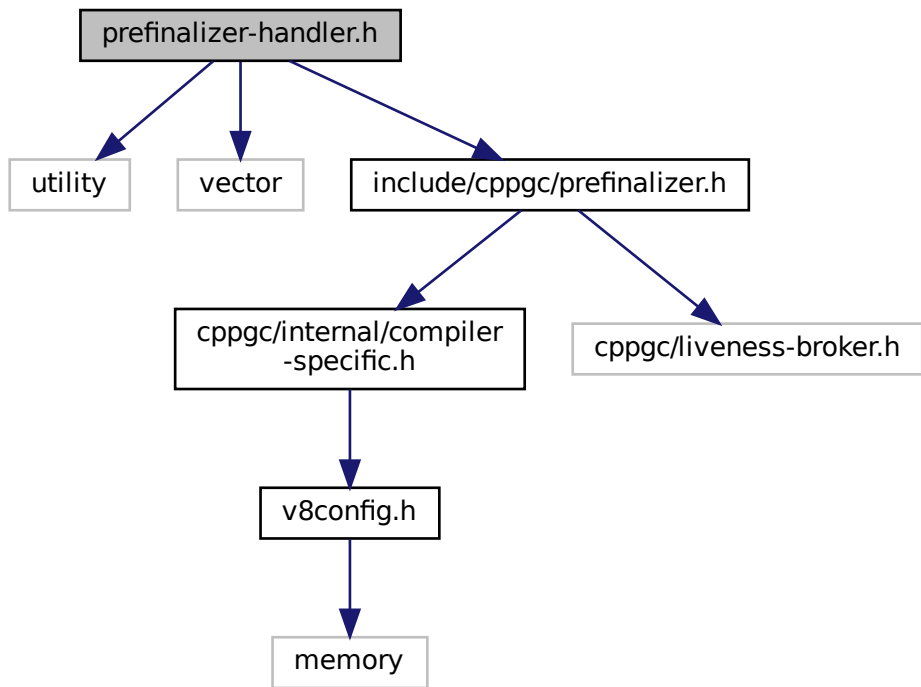 prefinalizer-handler.h
utility
vector
include/cppgc/prefinalizer.h
cppgc/internal/compiler
-specific.h
cppgc/liveness-broker.h
v8config.h
memory